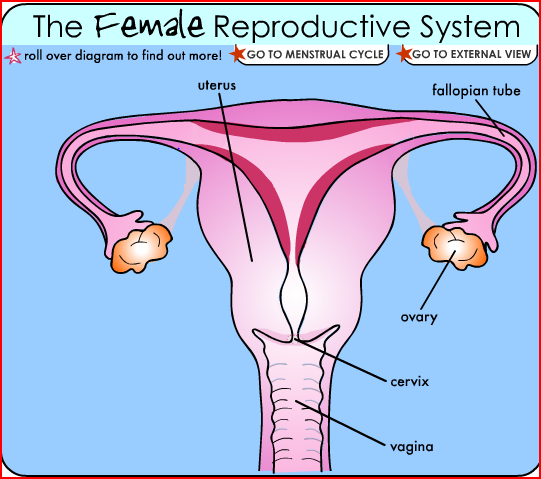 The Female Reproductive System
roll over diagram to find out more!
GO TO MENSTRUAL CYCLE
GO TO EXTERNAL VIEW
uterus
fallopian tube
ovary
cervix
vagina